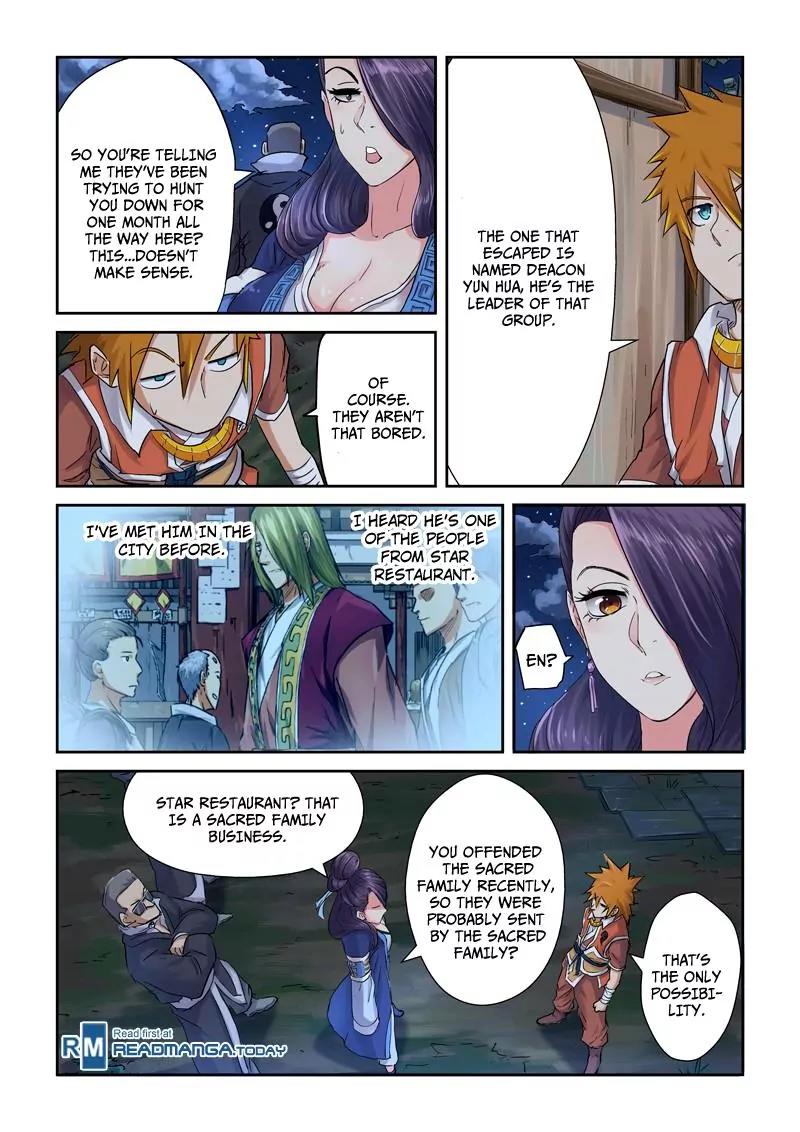 SO YOU'RE TELLING
ME THEY'VE BEEN
TRYING TO HUNT
YOU DOWN FOR
ONE MONTH ALL
THE WAY HERE?
THIS...DOESN'T
MAKE SENSE.
OF
COURSE.
THEY AREN'T
THAT BORED.
THE ONE THAT
ESCAPED IS
NAMED DEACON
YUN HUA, HE'S THE
LEADER OF THAT
GROUP.
I'VE MET HIM IN THE
CITY BEFORE.
I HEARD HE'S ONE
OF THE PEOPLE
FROM STAR
RESTAURANT.
EN?
STAR RESTAURANT? THAT
IS A SACRED FAMILY
BUSINESS.
YOU OFFENDED
THE SACRED
FAMILY RECENTLY,
SO THEY WERE
PROBABLY SENT
BY THE SACRED
FAMILY?
THAT'S
THE ONLY
POSSIBI-
LITY.
RM
Read first at
READMANGA.TODAY